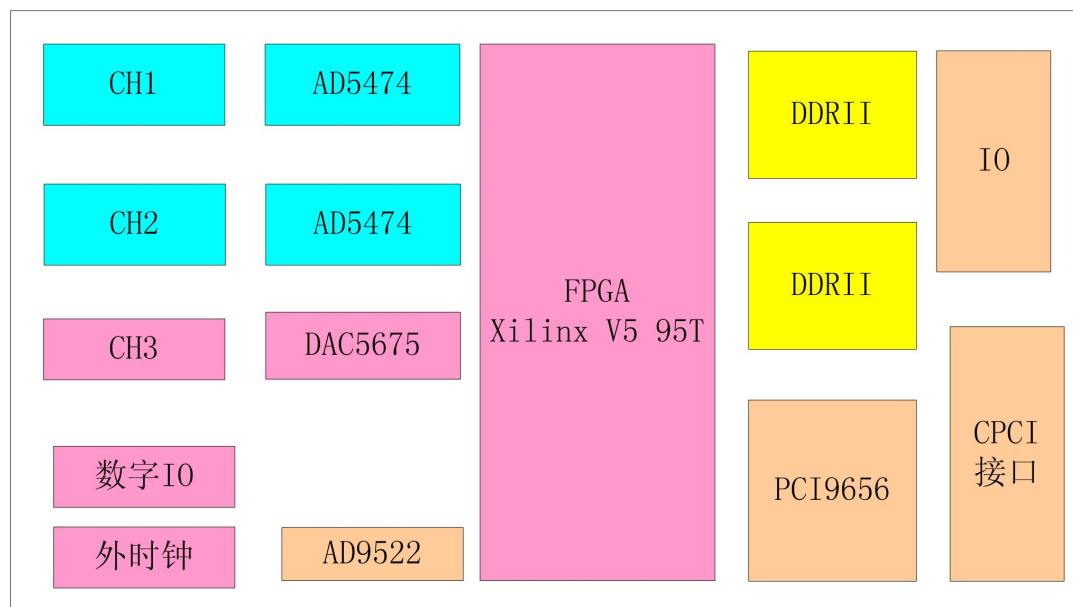 CH1
AD5474
CH2
AD5474
CH3
DAC5675
数字IO
外时钟
AD9522
FPGA
Xilinx V5 95T
DDRII
DDRII
PCI9656
IO
CPCI
接口